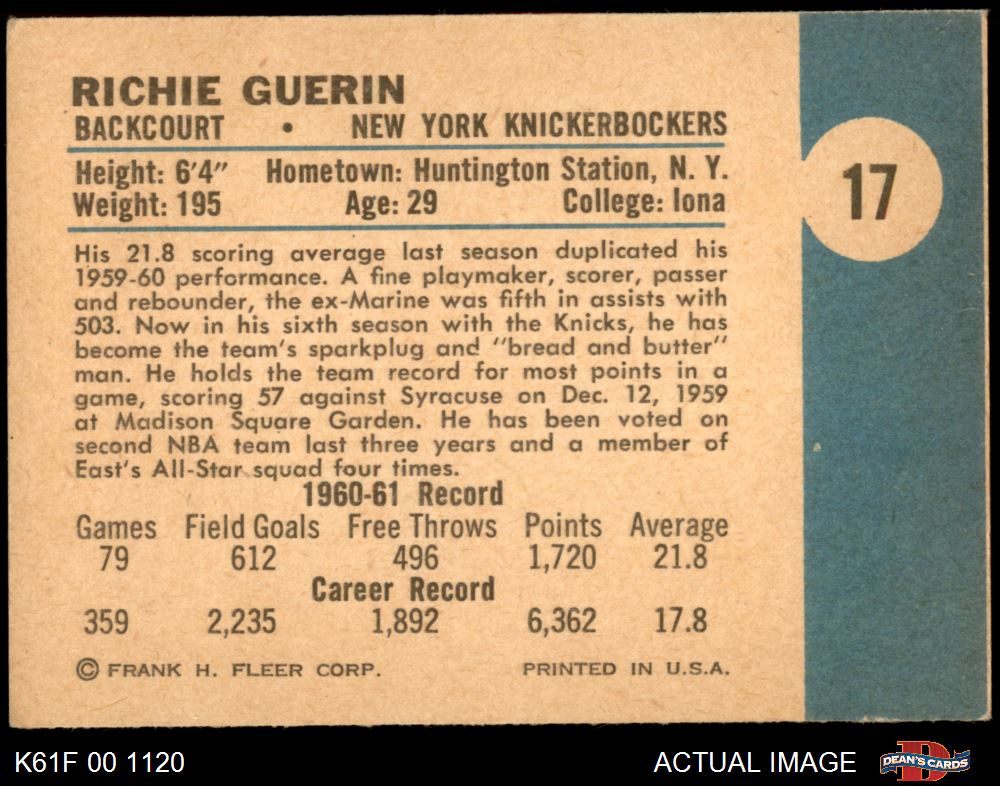 RICHIE GUERIN
BACKCOURT • NEW YORK KNICKERBOCKERS
Height: 6'4" Hometown: Huntington Station, N. Y.
Weight: 195 Age: 29 College: Iona
17
His 21.8 scoring average last season duplicated his
1959-60 performance. A fine playmaker, scorer, passer
and rebounder, the ex-Marine was fifth in assists with
503. Now in his sixth season with the Knicks, he has
become the team's sparkplug and "bread and butter"
man. He holds the team record for most points in a
game, scoring 57 against Syracuse on Dec. 12, 1959
at Madison Square Garden. He has been voted on
second NBA team last three years and a member of
East's All-Star squad four times.
1960-61 Record
Games Field Goals Free Throws Points Average
79 612 496 1,720 21.8
Career Record
359 2,235 1,892 6,362 17.8
© FRANK H. FLEER CORP. PRINTED IN U.S.A.
K61F 00 1120 ACTUAL IMAGE D DEAN'S CARDS